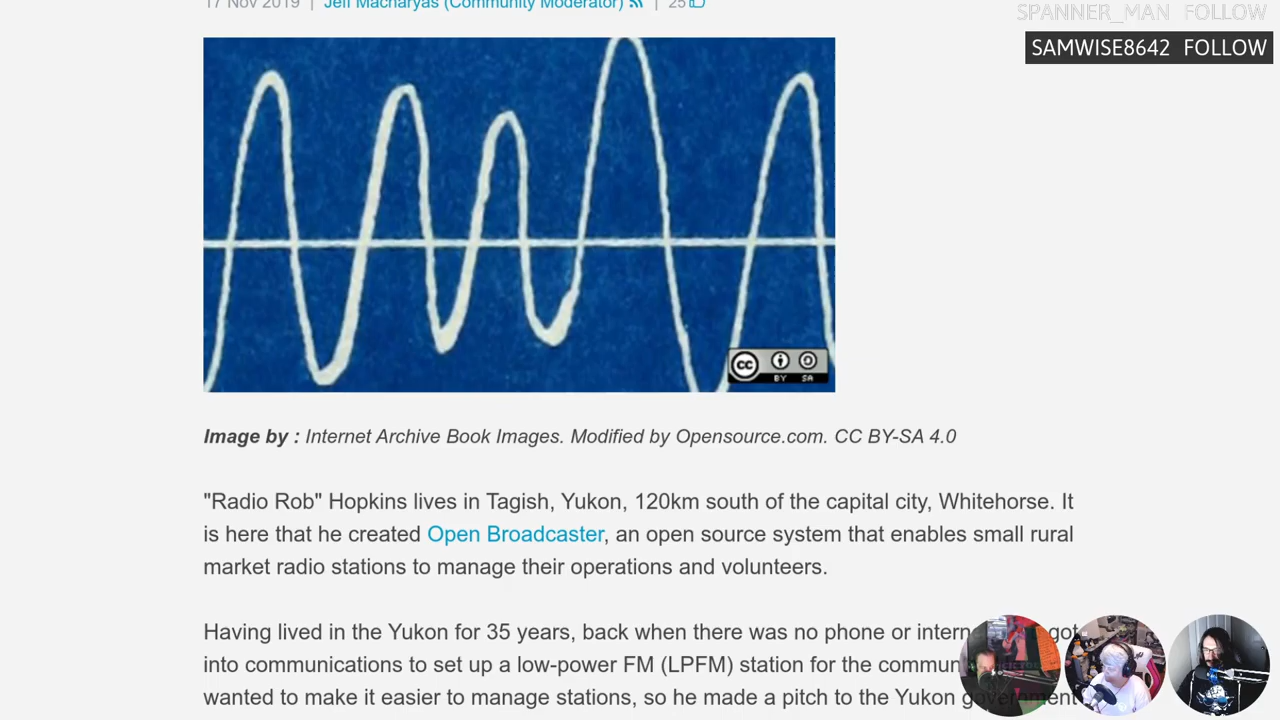 17 Nov 2019 | Jeff Macharyas (Community Moderator) | 25
SPANNER_MAN FOLLOW
SAMWISE8642 FOLLOW
cc
BY SA
Image by : Internet Archive Book Images. Modified by Opensource.com. CC BY-SA 4.0
"Radio Rob" Hopkins lives in Tagish, Yukon, 120km south of the capital city, Whitehorse. It
is here that he created Open Broadcaster, an open source system that enables small rural
market radio stations to manage their operations and volunteers.
Having lived in the Yukon for 35 years, back when there was no phone or intern got
into communications to set up a low-power FM (LPFM) station for the commun
wanted to make it easier to manage stations, so he made a pitch to the Yukon government